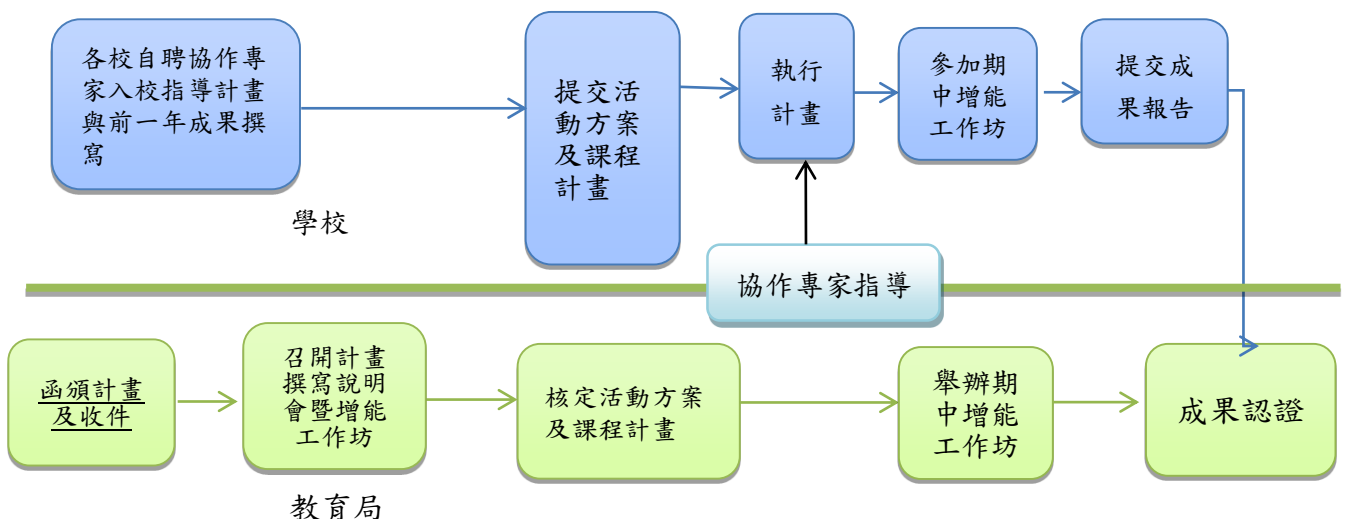 各校自聘協作專
家入校指導計畫
與前一年成果撰
寫
提交活
動方案
及課程
計畫
執行
計畫
參加期
中增能
工作坊
提交成
果報告
學校
協作專家指導
函頒計畫
及收件
召開計畫
撰寫說明
會暨增能
工作坊
核定活動方案
及課程計畫
舉辦期
中增能
工作坊
成果認證
教育局